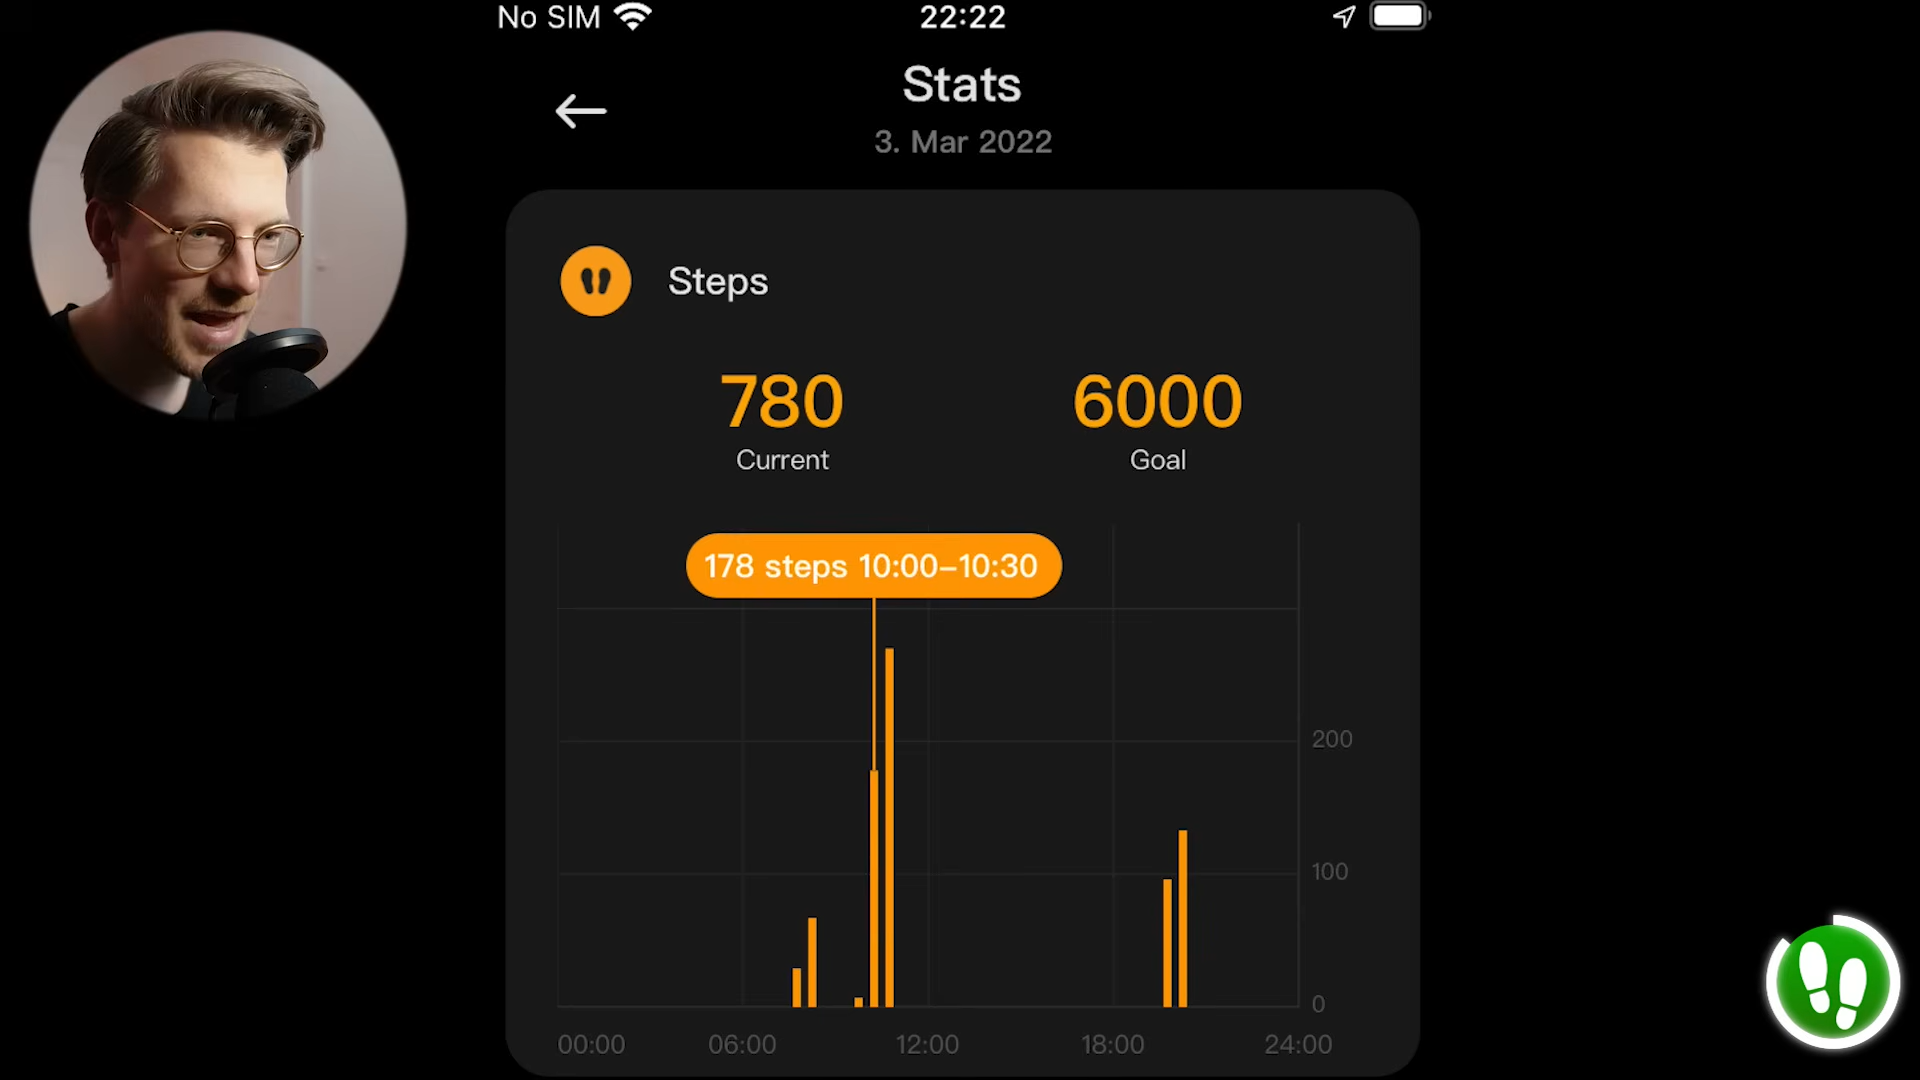 No SIM
22:22
Stats
3. Mar 2022
Steps
780
6000
Current
Goal
178 steps 10:00–10:30
200
100
0
00:00
06:00
12:00
18:00
24:00